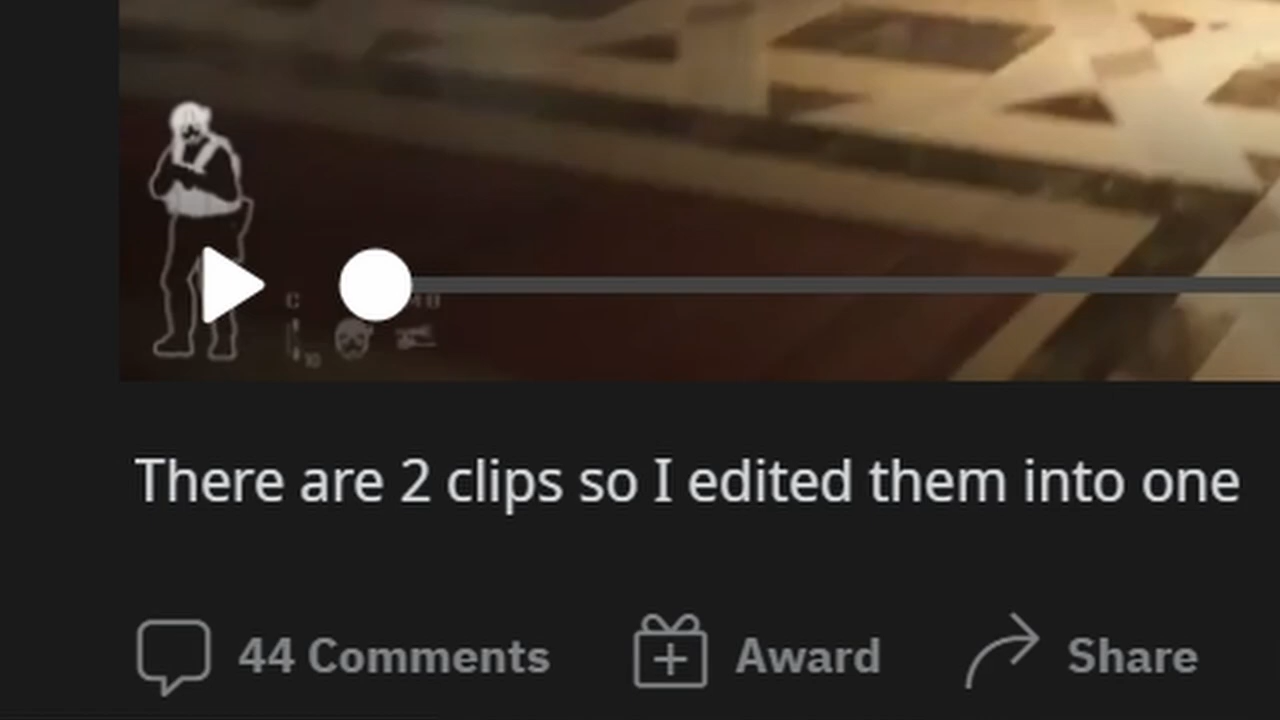 There are 2 clips so I edited them into one
44 Comments Award Share